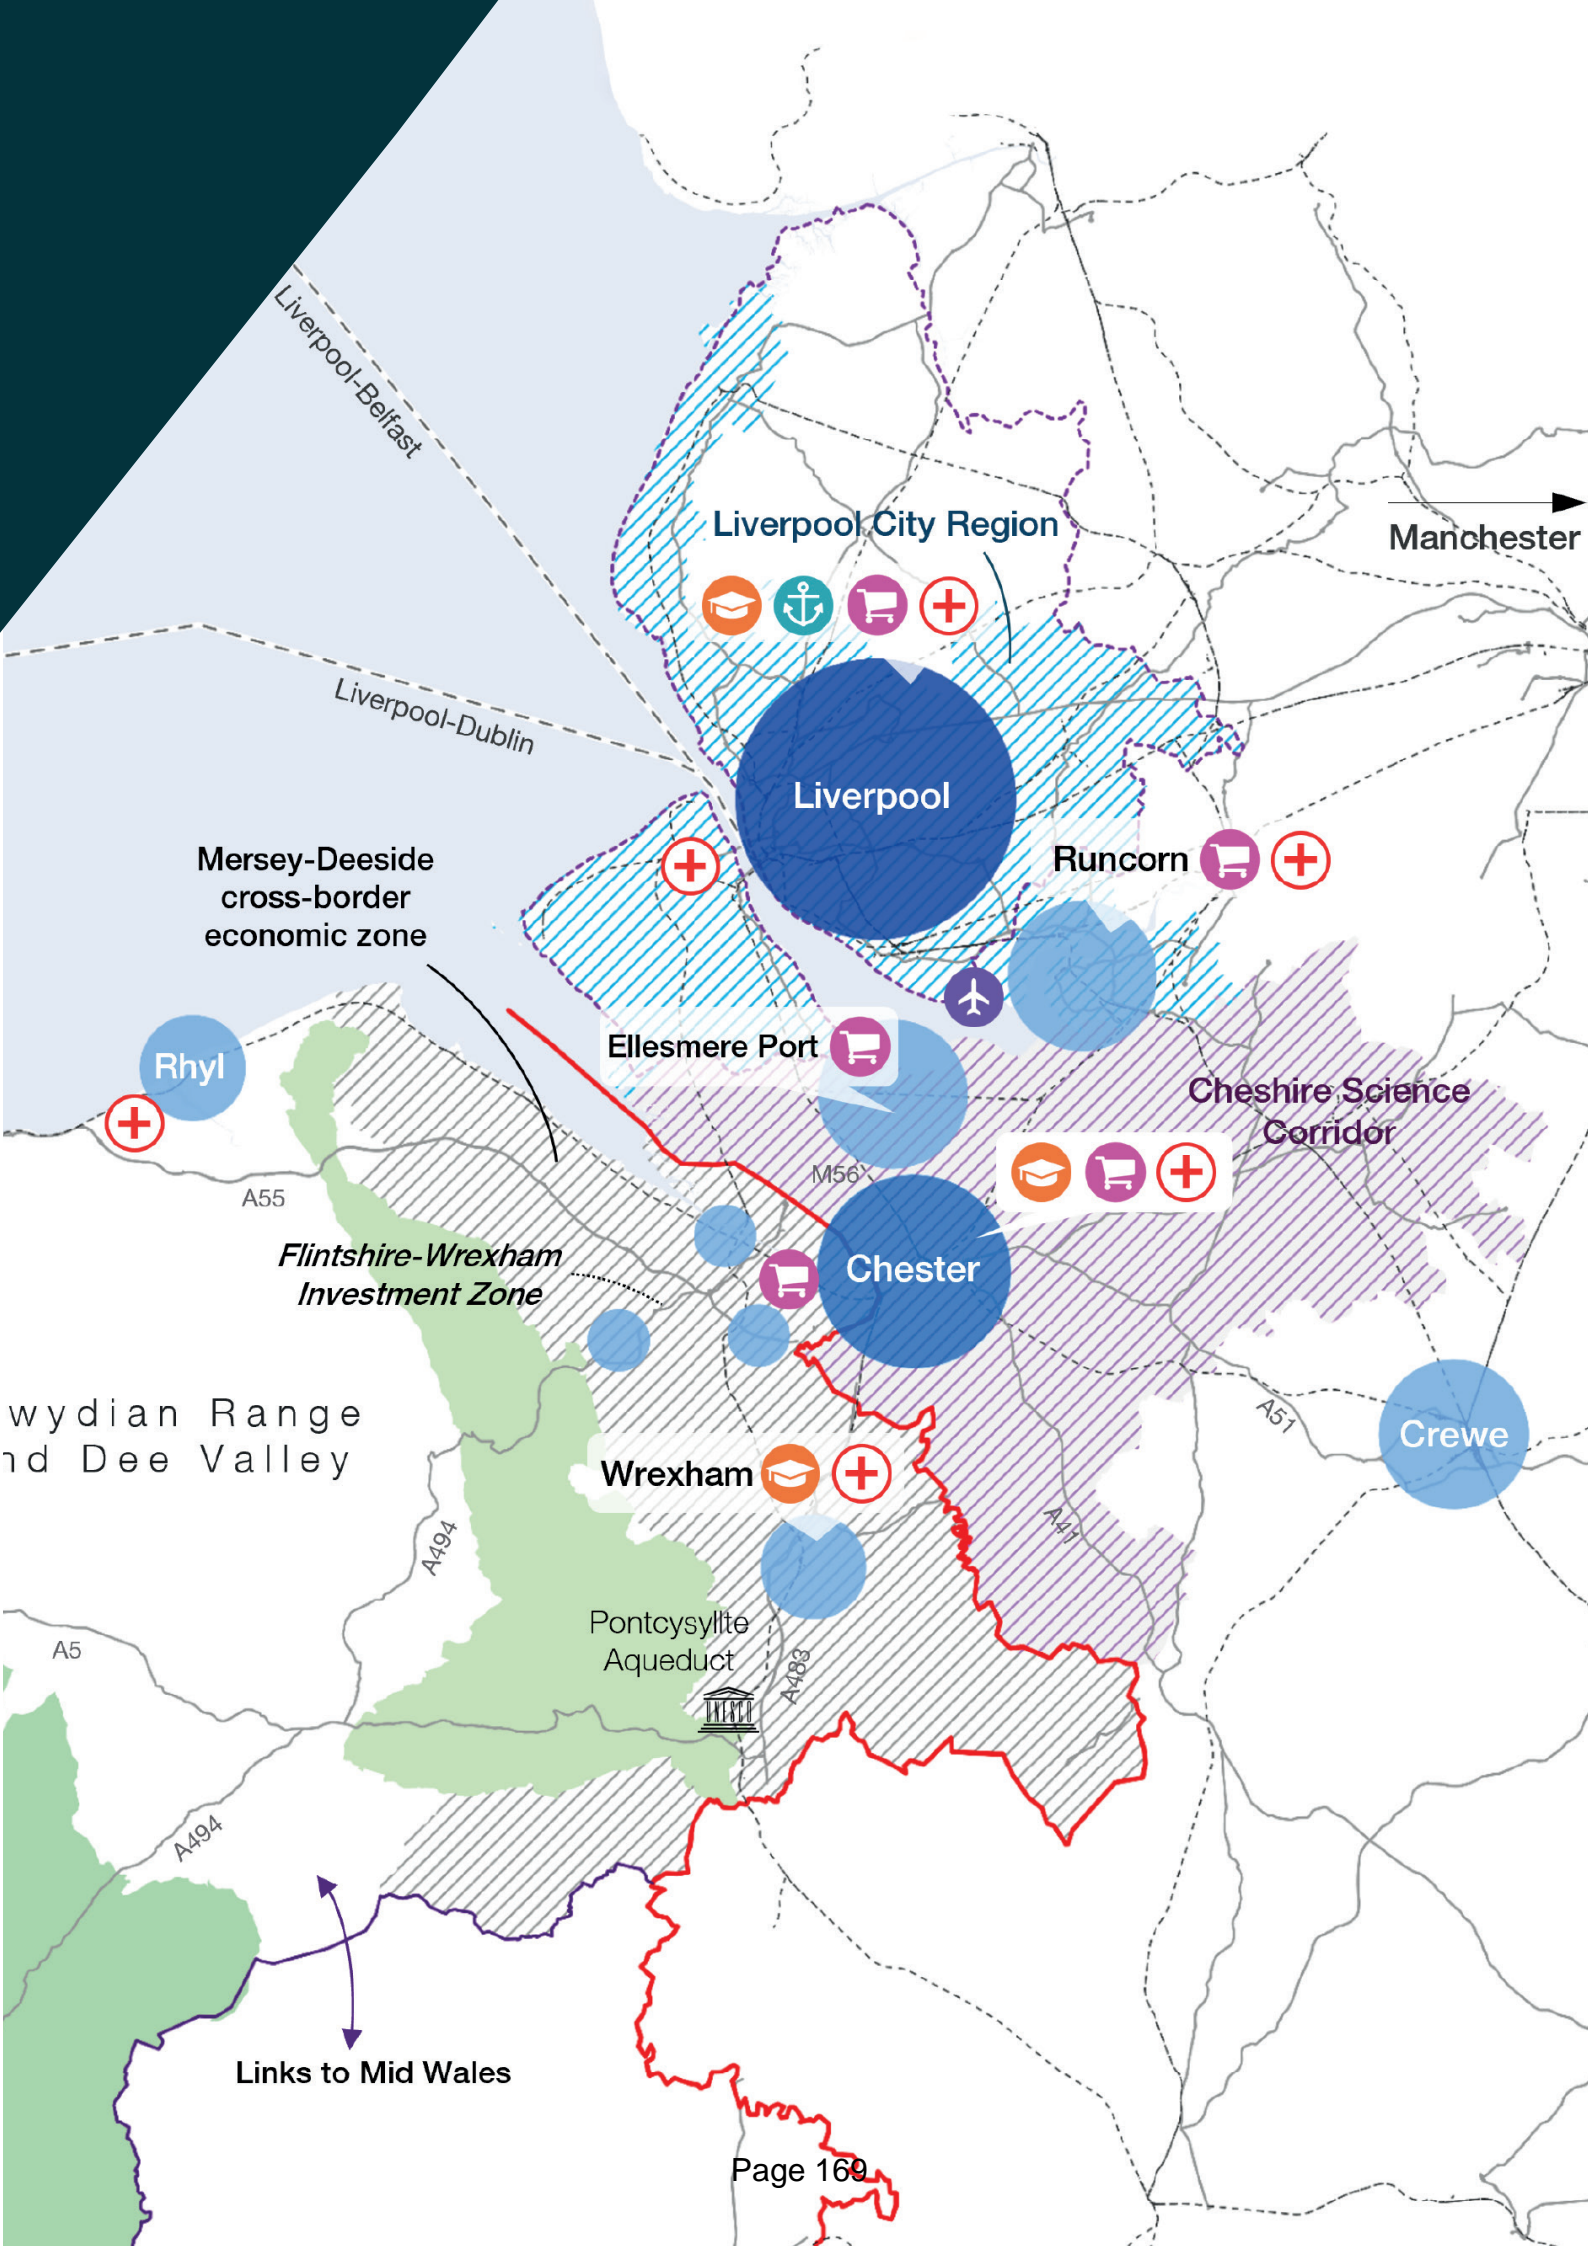 Liverpool-Belfast
Liverpool City Region
Manchester
Liverpool-Dublin
Liverpool
Mersey-Deeside
cross-border
economic zone
Runcorn
Ellesmere Port
Rhyl
Cheshire Science
Corridor
M56
A55
Flintshire-Wrexham
Investment Zone
Chester
wydian Range
nd Dee Valley
A51
Crewe
Wrexham
A494
A41
Pontcysyllte
Aqueduct
A5
A483
UNESCO
A494
Links to Mid Wales
Page 169